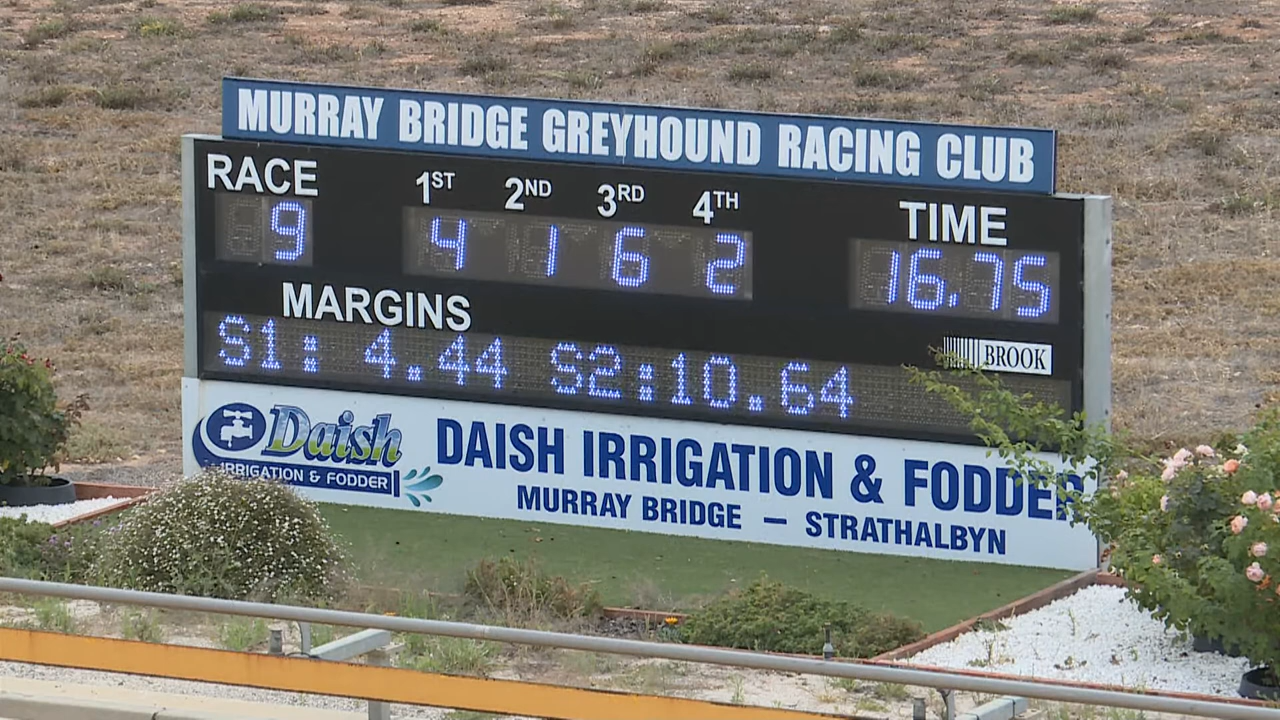 MURRAY BRIDGE GREYHOUND RACING CLUB
RACE 1ST 2ND 3RD 4TH TIME
9 4 1 6 2 16.75
MARGINS
BROOK
S1: 4.44 S2:10.64
Daish
IRRIGATION & FODDER
DAISH IRRIGATION & FODDER
MURRAY BRIDGE – STRATHALBYN